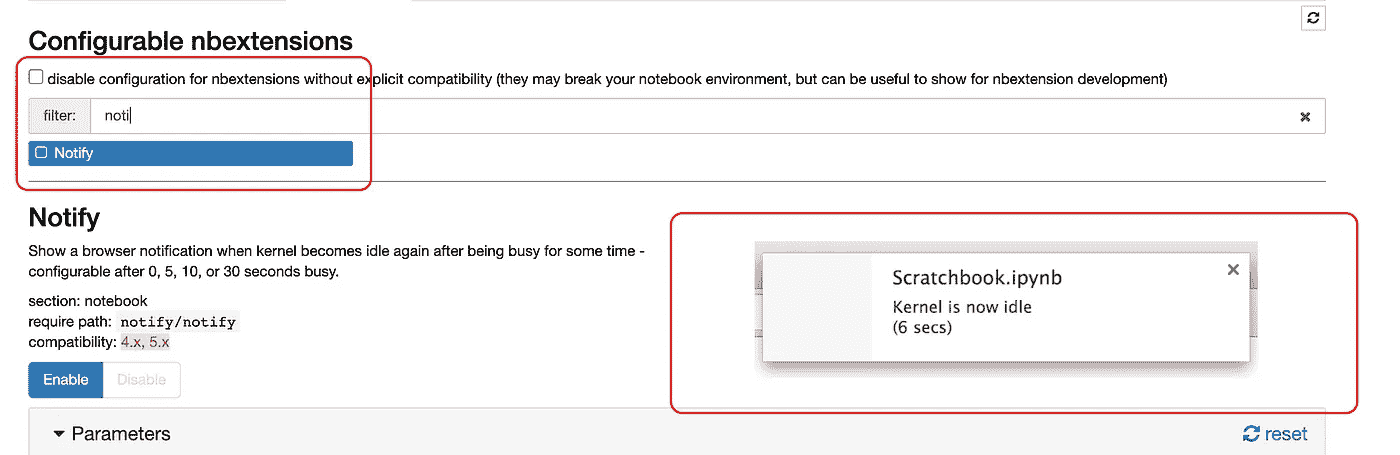 Configurable nbextensions
disable configuration for nbextensions without explicit compatibility (they may break your notebook environment, but can be useful to show for nbextension development)
filter: noti
Notify
Notify
Show a browser notification when kernel becomes idle again after being busy for some time -
configurable after 0, 5, 10, or 30 seconds busy.
section: notebook
require path: notify/notify
compatibility: 4.x, 5.x
Enable Disable
Scratchbook.ipynb
Kernel is now idle
(6 secs)
Parameters
reset